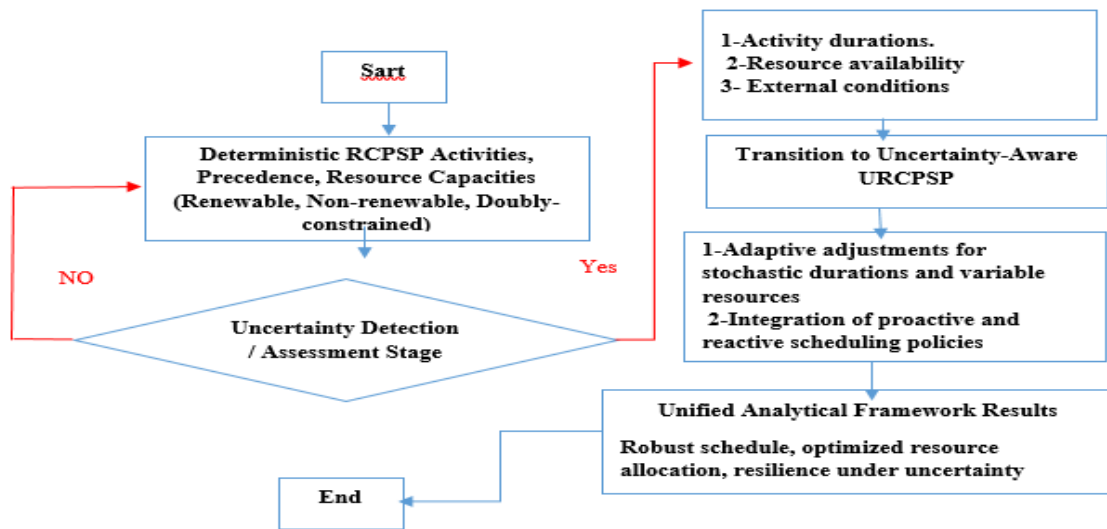 Sart
Deterministic RCPSP Activities,
Precedence, Resource Capacities
(Renewable, Non-renewable, Doubly-
constrained)
NO
Yes
Uncertainty Detection
/ Assessment Stage
1-Activity durations.
2-Resource availability
3- External conditions
Transition to Uncertainty-Aware
URCPSP
1-Adaptive adjustments for
stochastic durations and variable
resources
2-Integration of proactive and
reactive scheduling policies
Unified Analytical Framework Results
Robust schedule, optimized resource
allocation, resilience under uncertainty
End